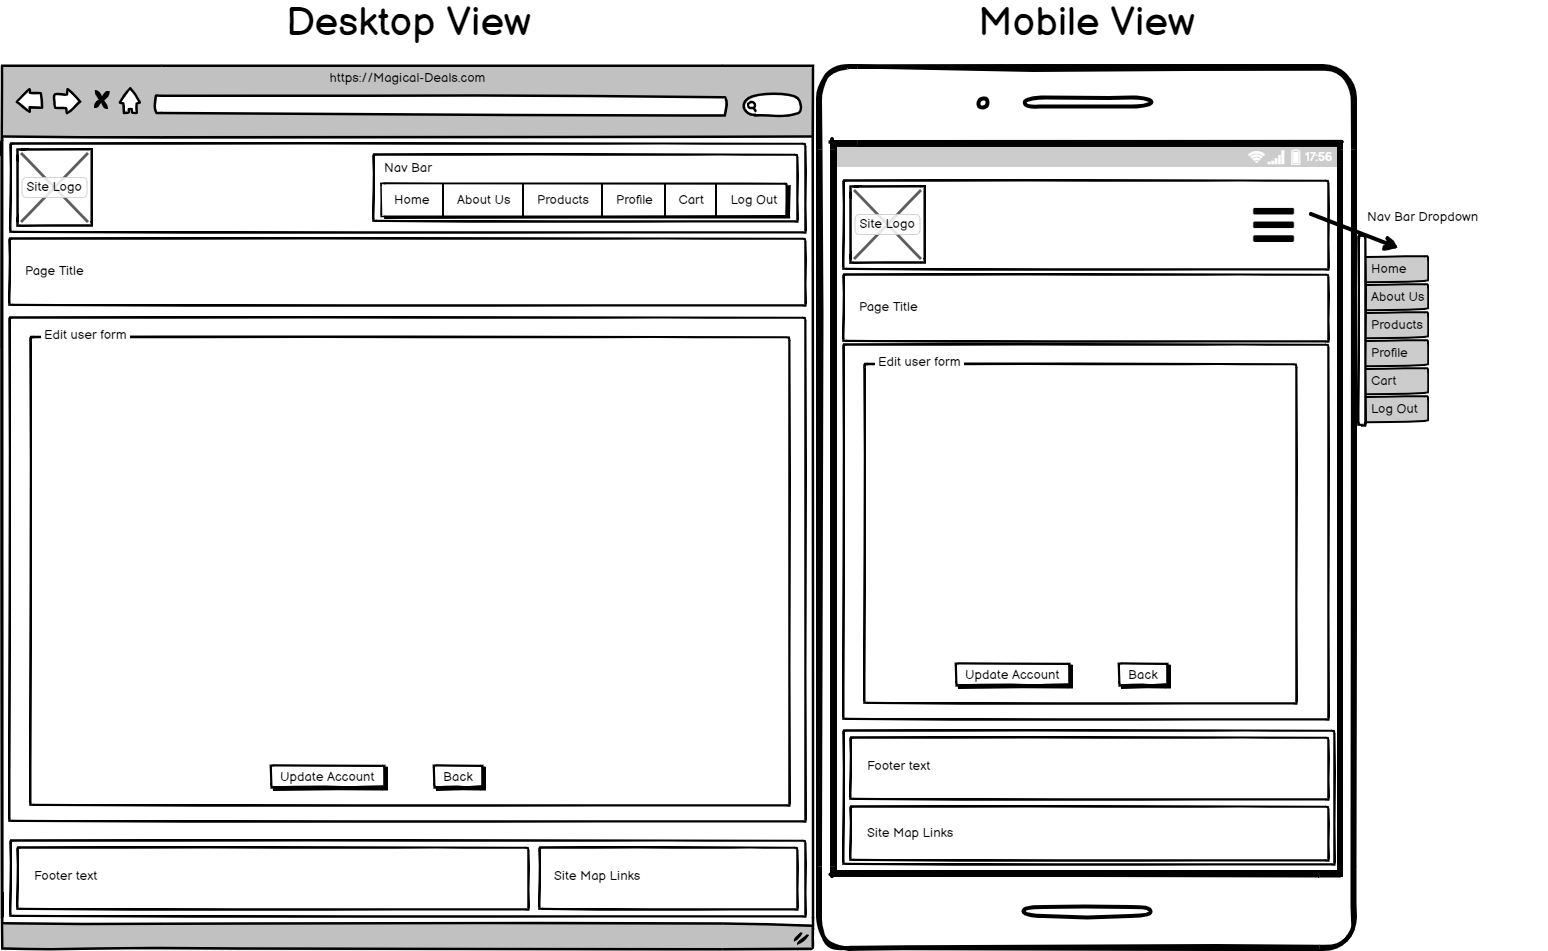 Desktop View
https://Magical-Deals.com
Site Logo
Nav Bar
Home About Us Products Profile Cart Log Out
Page Title
Edit user form
Update Account Back
Footer text
Site Map Links
Mobile View
17:56
Site Logo
Nav Bar Dropdown
Home
About Us
Products
Profile
Cart
Log Out
Page Title
Edit user form
Update Account Back
Footer text
Site Map Links